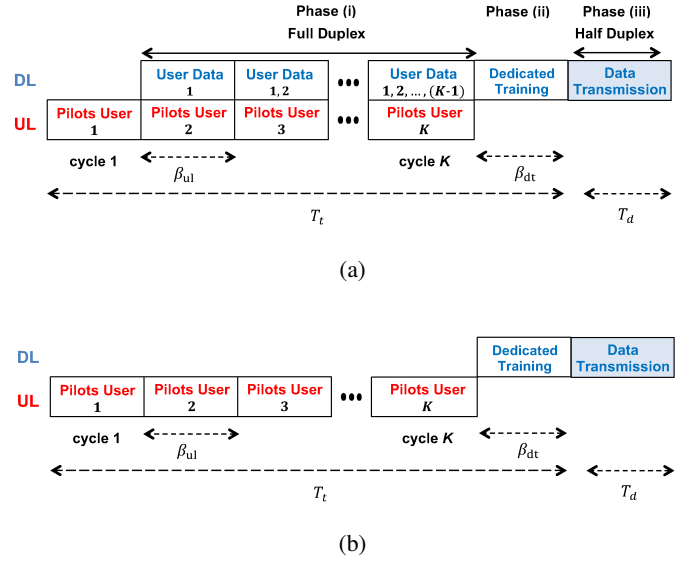 Phase (i) Phase (ii) Phase (iii)
Full Duplex Half Duplex
DL User Data 1 User Data 1, 2 ••• User Data 1, 2, ..., (K-1) Dedicated Training Data Transmission
UL Pilots User 1 Pilots User 2 Pilots User 3 ••• Pilots User K
cycle 1 cycle K
β_ul β_dt
T_t T_d
(a)
DL Dedicated Training Data Transmission
UL Pilots User 1 Pilots User 2 Pilots User 3 ••• Pilots User K
cycle 1 cycle K
β_ul β_dt
T_t T_d
(b)